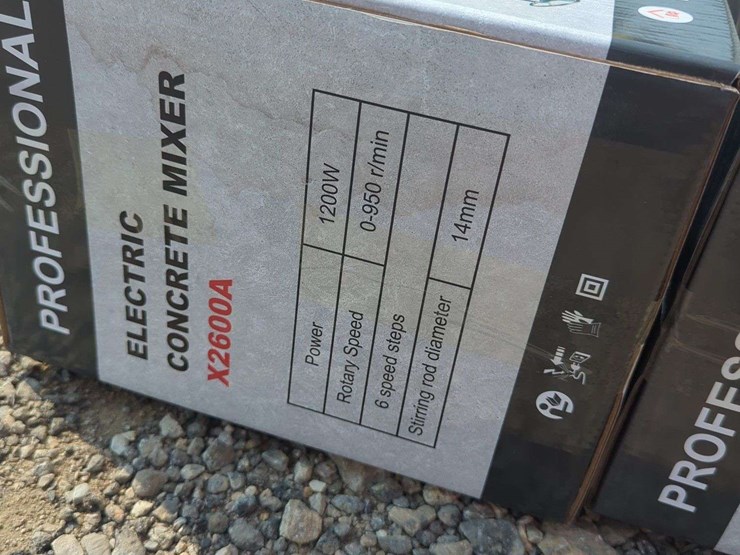 PROFESSIONAL
ELECTRIC
CONCRETE MIXER
X2600A
Power 1200W
Rotary Speed 0-950 r/min
6 speed steps
Stirring rod diameter 14mm
PROFES